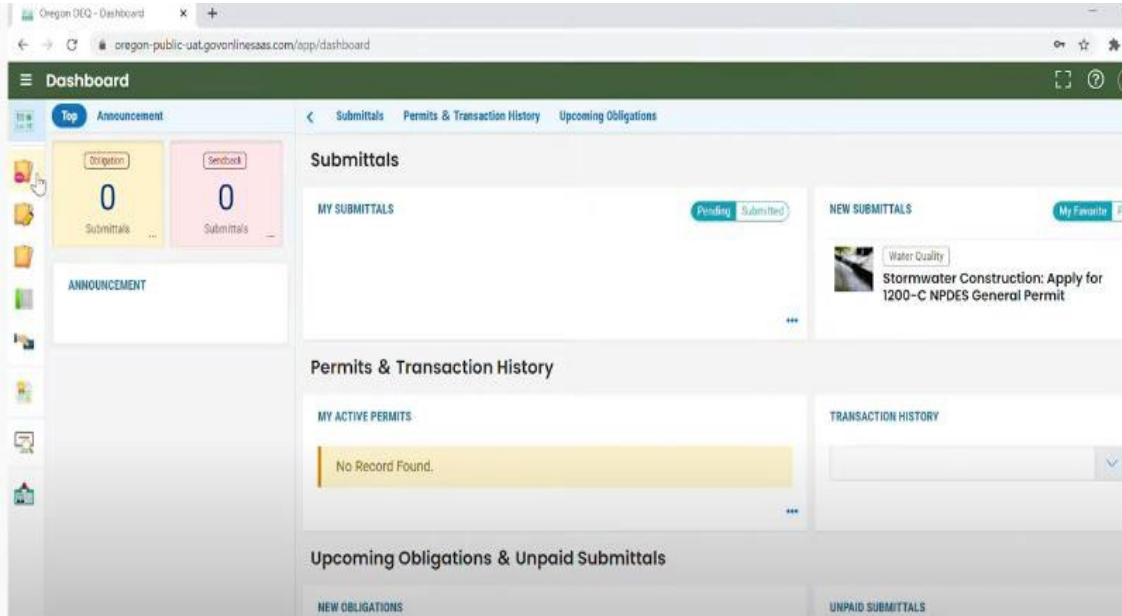 Oregon DEQ - Dashboard
oregon-public-uat.govonlinesaas.com/app/dashboard
Dashboard
Top Announcement
Submittals Permits & Transaction History Upcoming Obligations
Obligation
0
Submittals
...
Sendback
0
Submittals
...
ANNOUNCEMENT
Submittals
MY SUBMITTALS
Pending Submitted
NEW SUBMITTALS
My Favorite
Water Quality
Stormwater Construction: Apply for
1200-C NPDES General Permit
Permits & Transaction History
MY ACTIVE PERMITS
No Record Found.
TRANSACTION HISTORY
Upcoming Obligations & Unpaid Submittals
NEW OBLIGATIONS
UNPAID SUBMITTALS